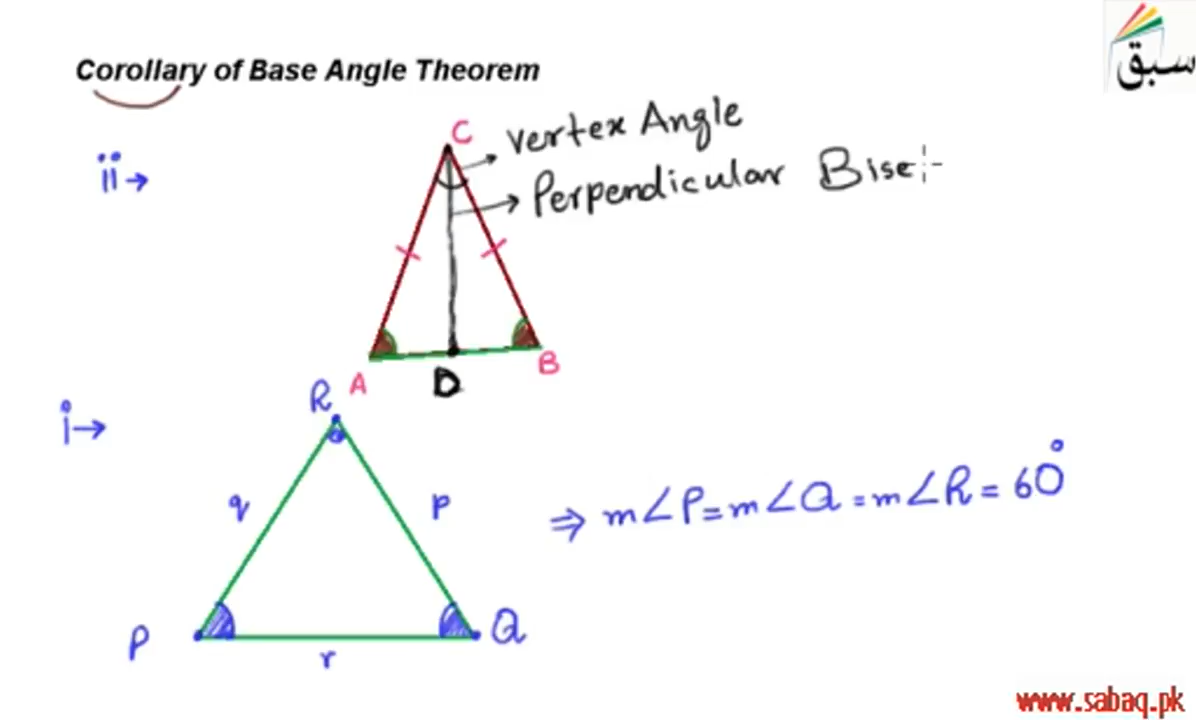 سبق
Corollary of Base Angle Theorem
ii→
C
Vertex Angle
Perpendicular Bise
A
D
B
i→
R
q
p
P
Q
r
⇒ m∠P=m∠Q=m∠R=60°
www.sabaq.pk